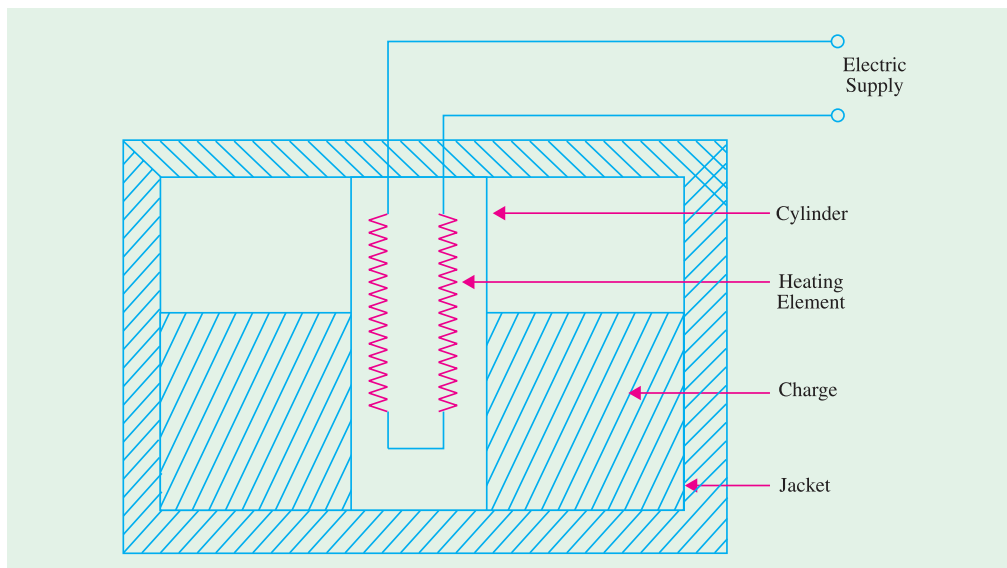 Electric
Supply
Cylinder
Heating
Element
Charge
Jacket